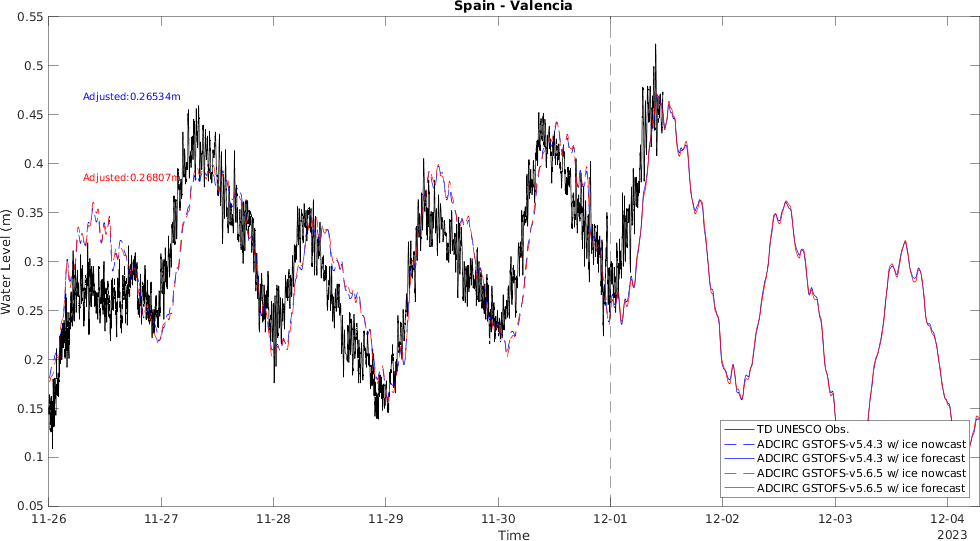 Spain - Valencia
0.55
0.5
0.45
0.4
0.35
0.3
0.25
0.2
0.15
0.1
0.05
Water Level (m)
Adjusted:0.26534m
Adjusted:0.26807m
TD UNESCO Obs.
ADCIRC GSTOFS-v5.4.3 w/ ice nowcast
ADCIRC GSTOFS-v5.4.3 w/ ice forecast
ADCIRC GSTOFS-v5.6.5 w/ ice nowcast
ADCIRC GSTOFS-v5.6.5 w/ ice forecast
11-26 11-27 11-28 11-29 11-30 12-01 12-02 12-03 12-04
Time
2023